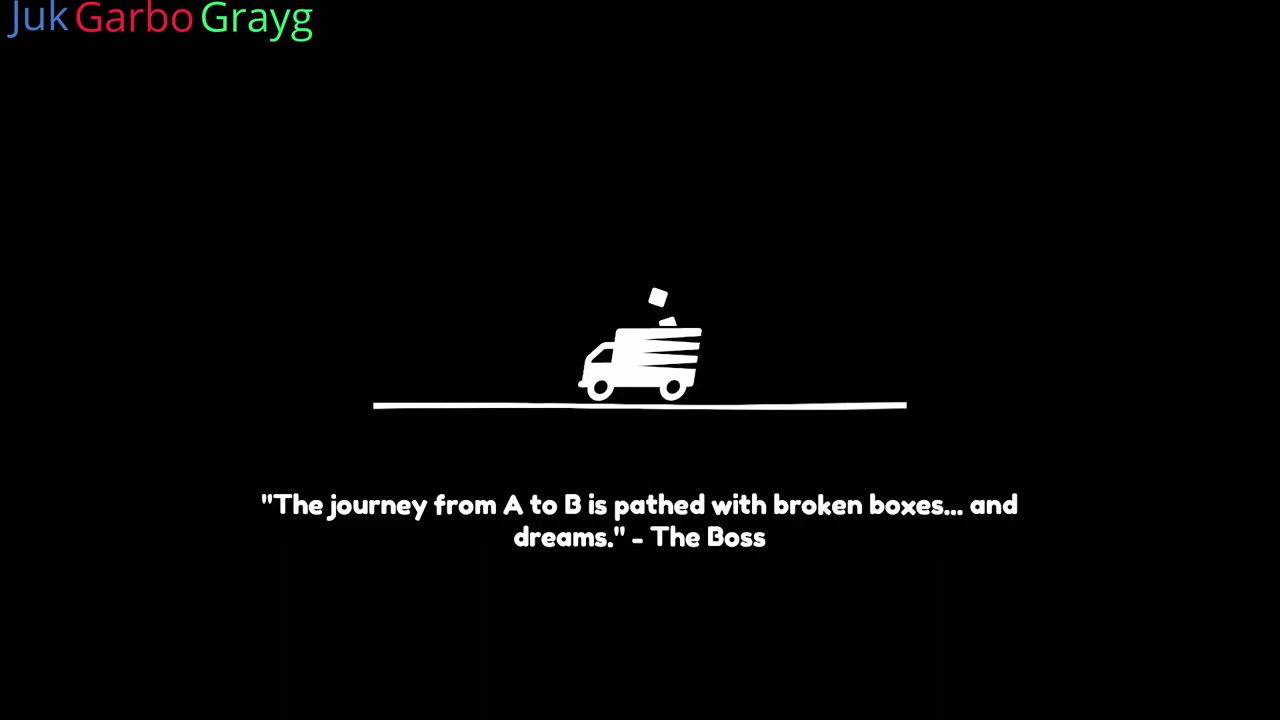 Juk Garbo Grayg
"The journey from A to B is pathed with broken boxes... and
dreams." - The Boss